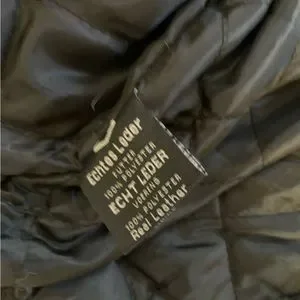 Echtes Leder
FUTTER
100% POLYESTER
ECHT LEDER
VOERING
100% POLYESTER
Real Leather